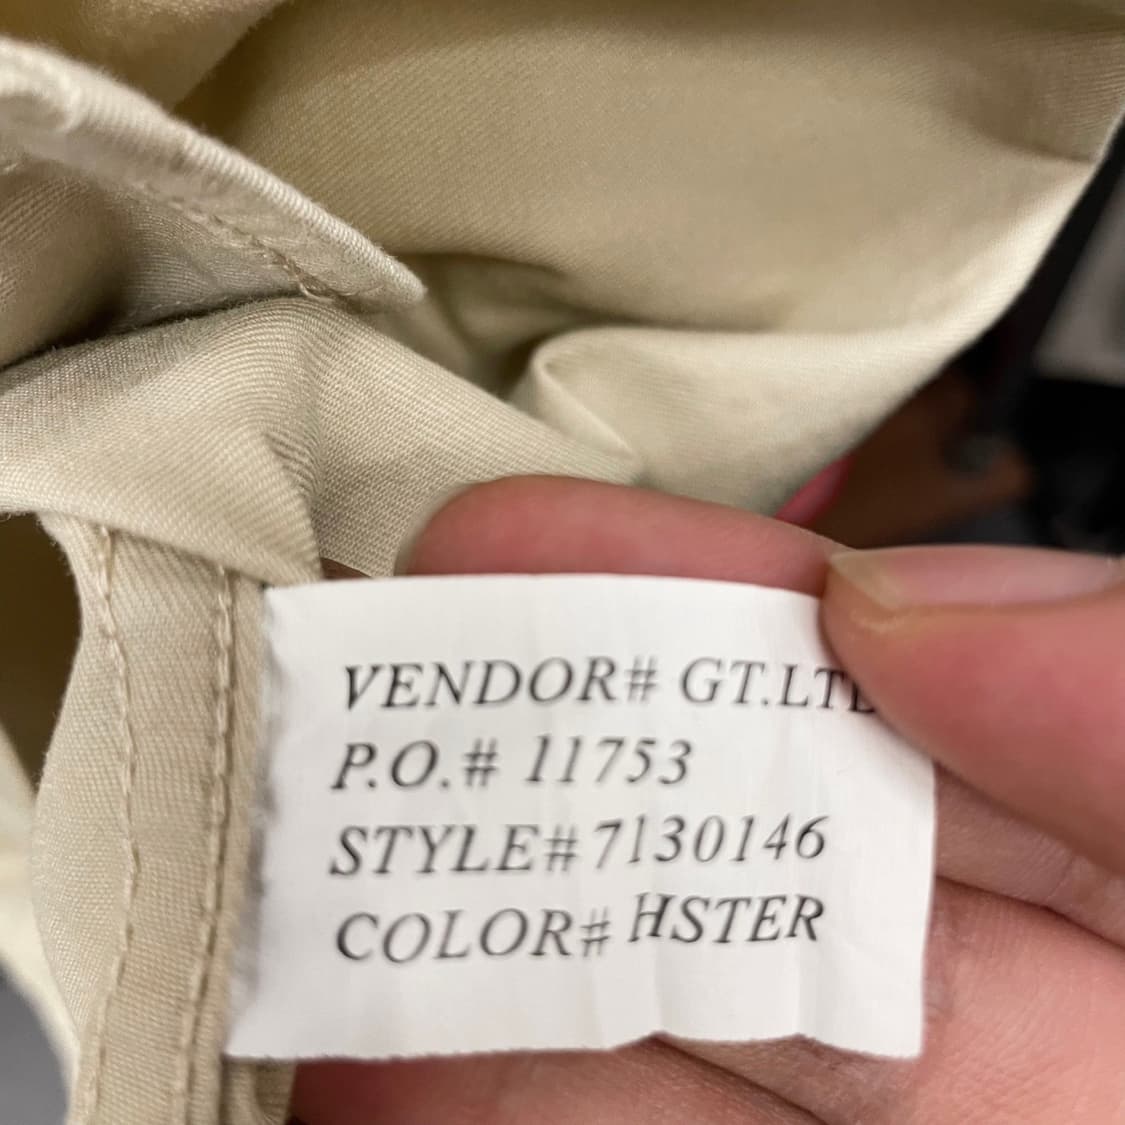 VENDOR# GT.LTD
P.O.# 11753
STYLE# 7130146
COLOR# HSTER